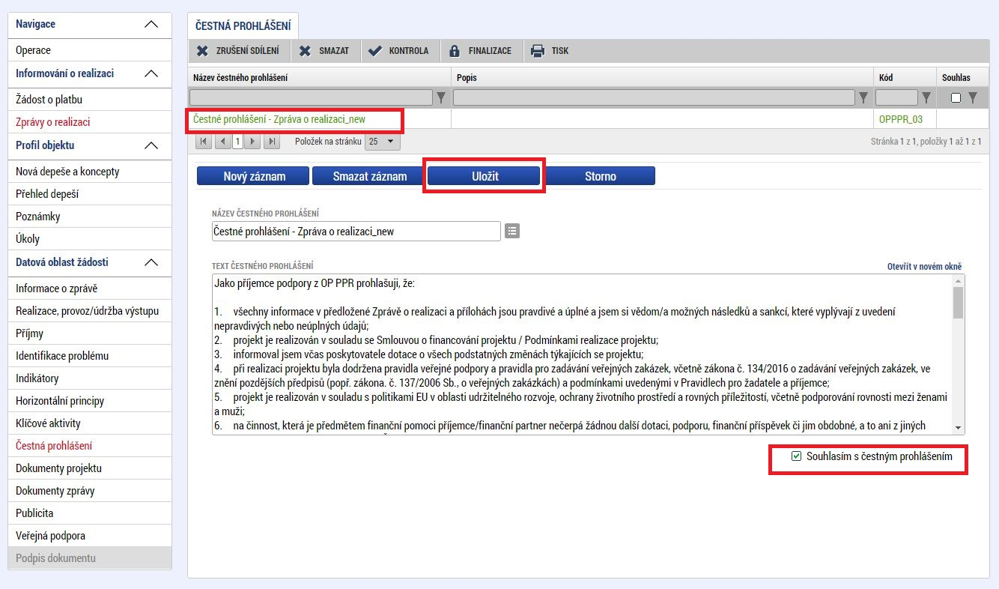 Navigace
Operace
Informování o realizaci
Žádost o platbu
Zprávy o realizaci
Profil objektu
Nová depeše a koncepty
Přehled depeší
Poznámky
Úkoly
Datová oblast žádosti
Informace o zprávě
Realizace, provoz/údržba výstupu
Příjmy
Identifikace problému
Indikátory
Horizontální principy
Klíčové aktivity
Čestná prohlášení
Dokumenty projektu
Dokumenty zprávy
Publicita
Veřejná podpora
Podpis dokumentu
ČESTNÁ PROHLÁŠENÍ
ZRUŠENÍ SDÍLENÍ SMAZAT KONTROLA FINALIZACE TISK
Název čestného prohlášení Popis Kód Souhlas
Čestné prohlášení - Zpráva o realizaci_new OPPPR_03
1 Položek na stránku 25 Stránka 1 z 1, položky 1 až 1 z 1
Nový záznam Smazat záznam Uložit Storno
NÁZEV ČESTNÉHO PROHLÁŠENÍ
Čestné prohlášení - Zpráva o realizaci_new
TEXT ČESTNÉHO PROHLÁŠENÍ Otevřít v novém okně
Jako příjemce podpory z OP PPR prohlašuji, že:
1. všechny informace v předložené Zprávě o realizaci a přílohách jsou pravdivé a úplné a jsem si vědom/a možných následků a sankcí, které vyplývají z uvedení
nepravdivých nebo neúplných údajů;
2. projekt je realizován v souladu se Smlouvou o financování projektu / Podmínkami realizace projektu;
3. informoval jsem včas poskytovatele dotace o všech podstatných změnách týkajících se projektu;
4. při realizaci projektu byla dodržena pravidla veřejné podpory a pravidla pro zadávání veřejných zakázek, včetně zákona č. 134/2016 o zadávání veřejných zakázek, ve
znění pozdějších předpisů (popř. zákona. č. 137/2006 Sb., o veřejných zakázkách) a podmínkami uvedenými v Pravidlech pro žadatele a příjemce;
5. projekt je realizován v souladu s politikami EU v oblasti udržitelného rozvoje, ochrany životního prostředí a rovných příležitostí, včetně podporování rovnosti mezi ženami
a muži;
6. na činnost, která je předmětem finanční pomoci příjemce/finanční partner nečerpá žádnou další dotaci, podporu, finanční příspěvek či jim obdobné, a to ani z jiných
Souhlasím s čestným prohlášením